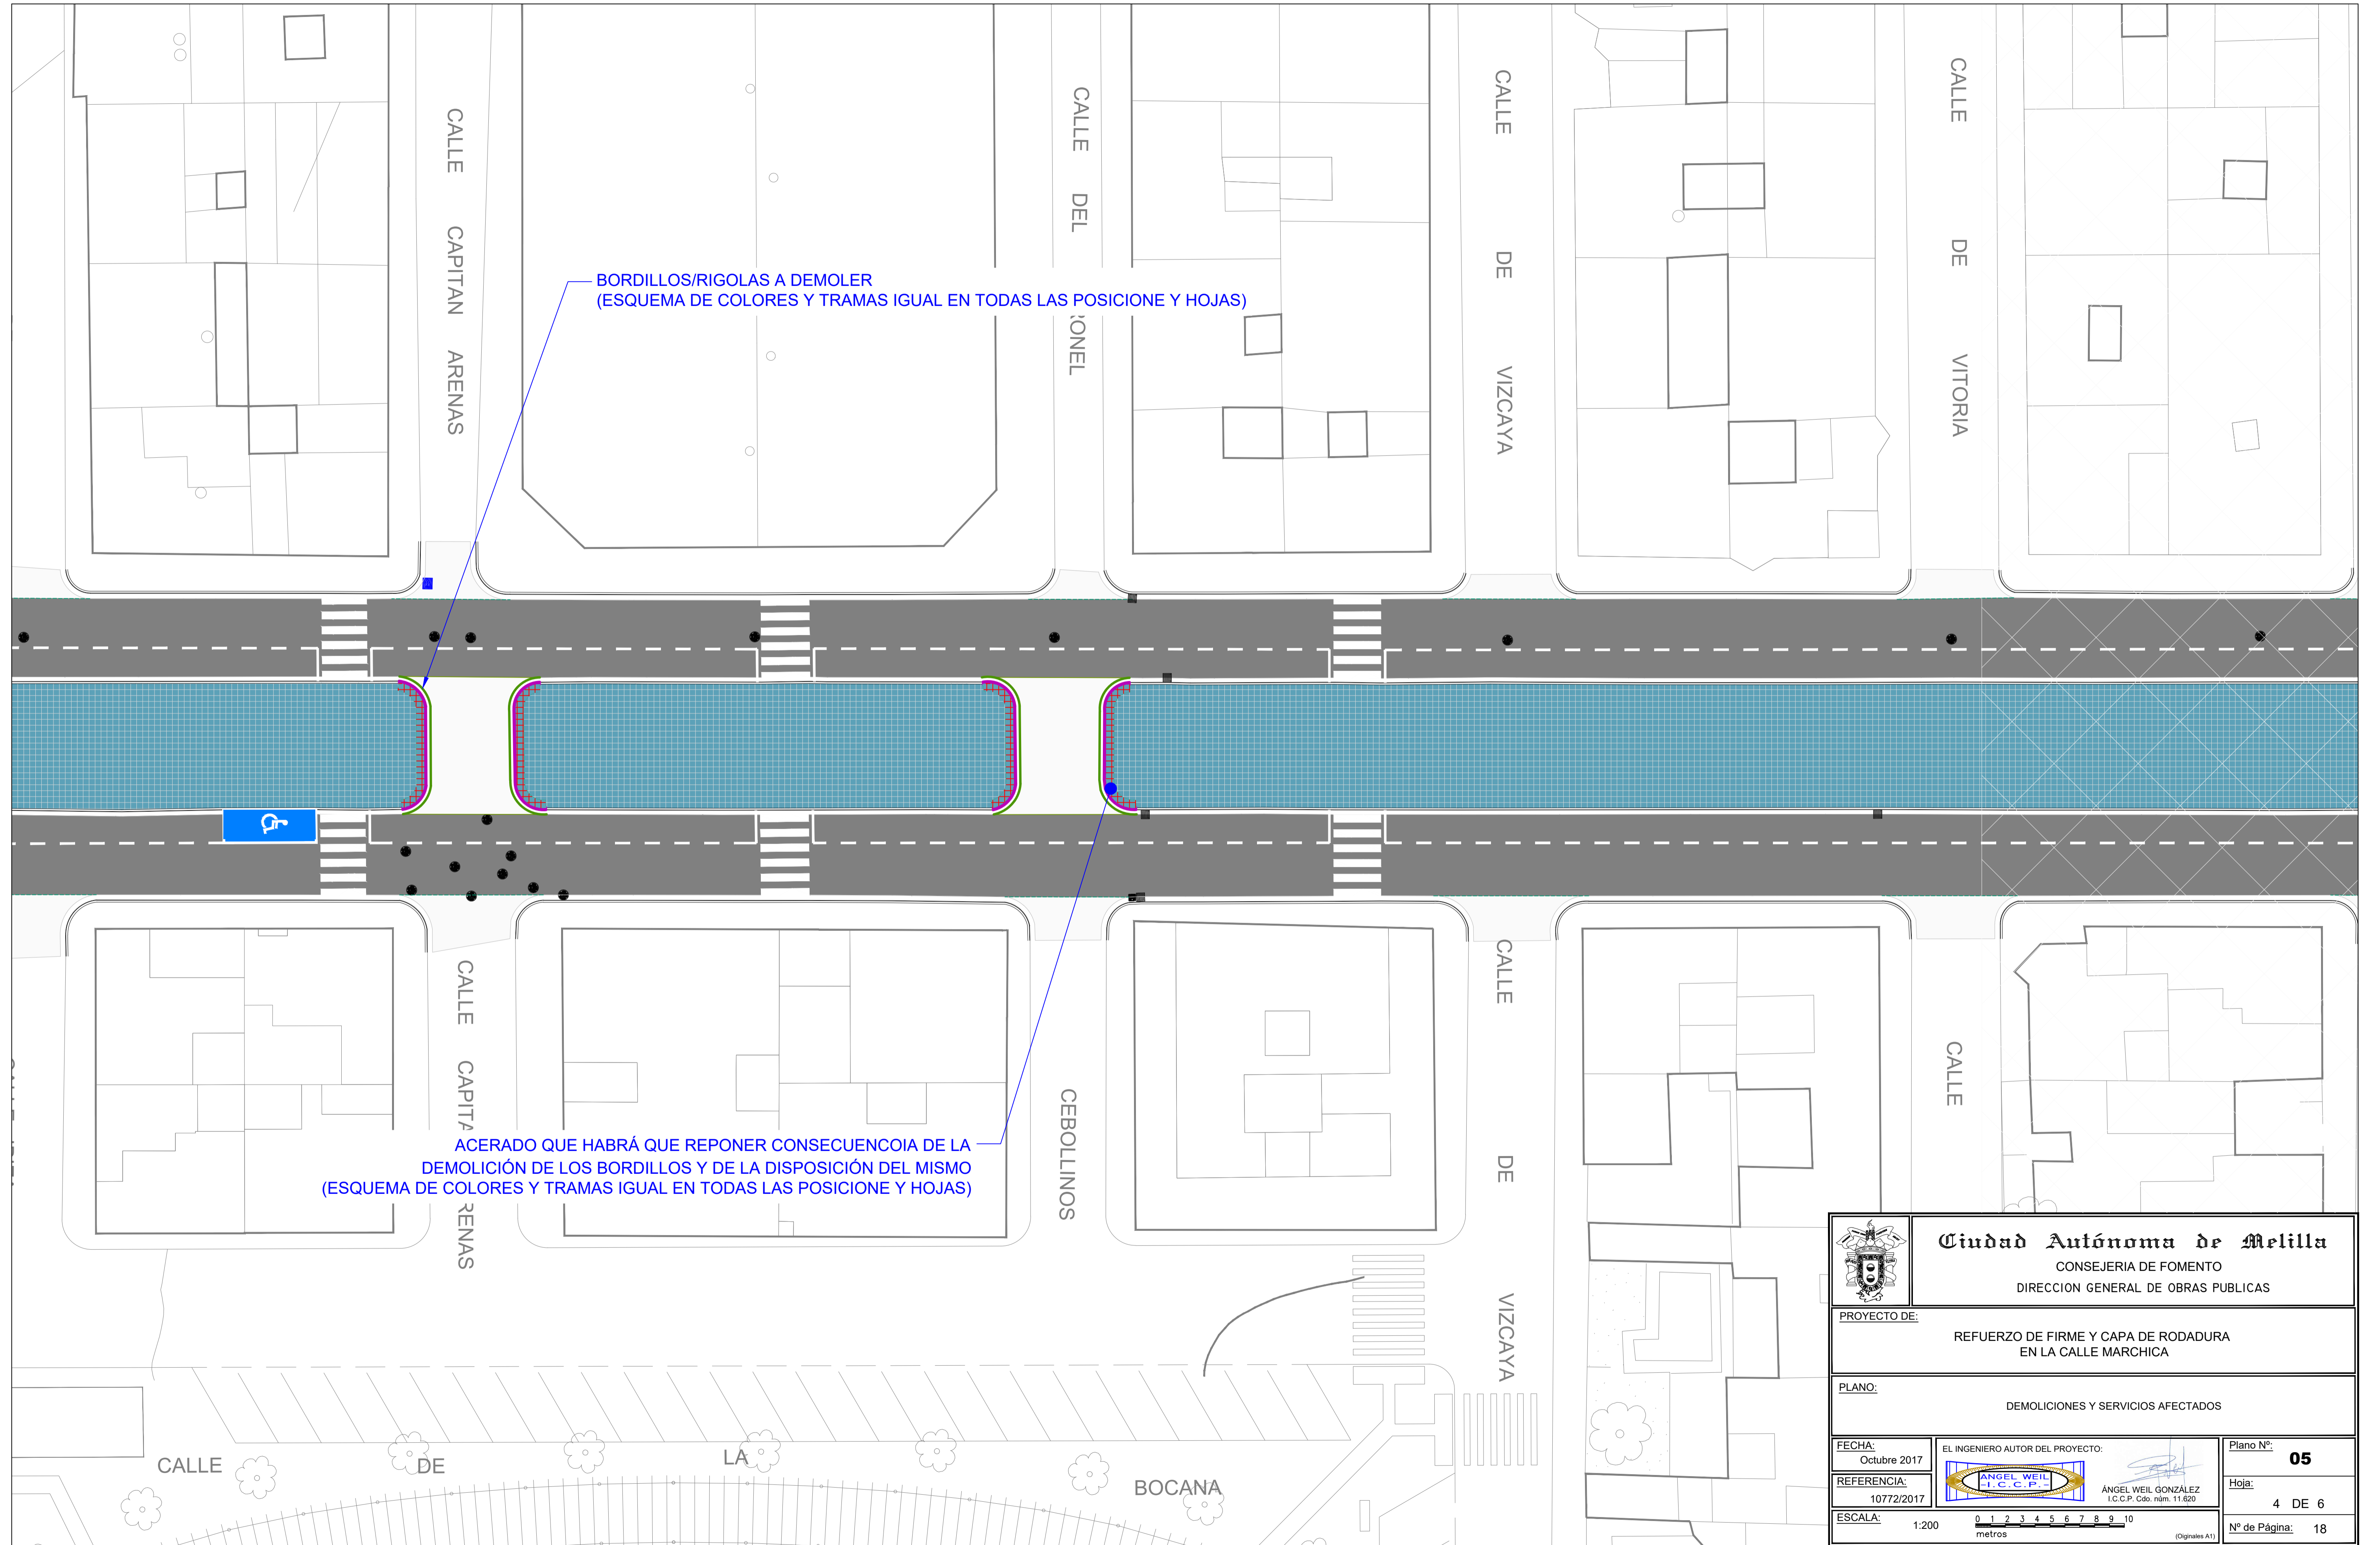 CALLE CAPITAN ARENAS
CALLE DEL RONEL
CALLE DE VIZCAYA
CALLE DE VITORIA
BORDILLOS/RIGOLAS A DEMOLER
(ESQUEMA DE COLORES Y TRAMAS IGUAL EN TODAS LAS POSICIONE Y HOJAS)
CALLE CAPITA RENAS
CEBOLLINOS
CALLE DE VIZCAYA
CALLE
ACERADO QUE HABRÁ QUE REPONER CONSECUENCOIA DE LA
DEMOLICIÓN DE LOS BORDILLOS Y DE LA DISPOSICIÓN DEL MISMO
(ESQUEMA DE COLORES Y TRAMAS IGUAL EN TODAS LAS POSICIONE Y HOJAS)
CALLE DE LA BOCANA
Ciudad Autónoma de Melilla
CONSEJERIA DE FOMENTO
DIRECCION GENERAL DE OBRAS PUBLICAS
PROYECTO DE:
REFUERZO DE FIRME Y CAPA DE RODADURA
EN LA CALLE MARCHICA
PLANO:
DEMOLICIONES Y SERVICIOS AFECTADOS
FECHA:
Octubre 2017
REFERENCIA:
10772/2017
EL INGENIERO AUTOR DEL PROYECTO:
ANGEL WEIL
-I.C.C.P.-
ÁNGEL WEIL GONZÁLEZ
I.C.C.P. Cdo. núm. 11.620
Plano Nº:
05
Hoja:
4 DE 6
ESCALA:
1:200
0 1 2 3 4 5 6 7 8 9 10
metros
(Oiginales A1)
Nº de Página: 18